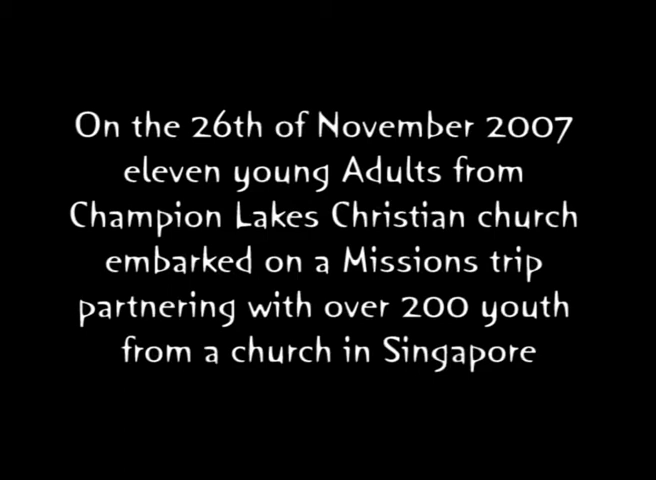 On the 26th of November 2007
eleven young Adults from
Champion Lakes Christian church
embarked on a Missions trip
partnering with over 200 youth
from a church in Singapore